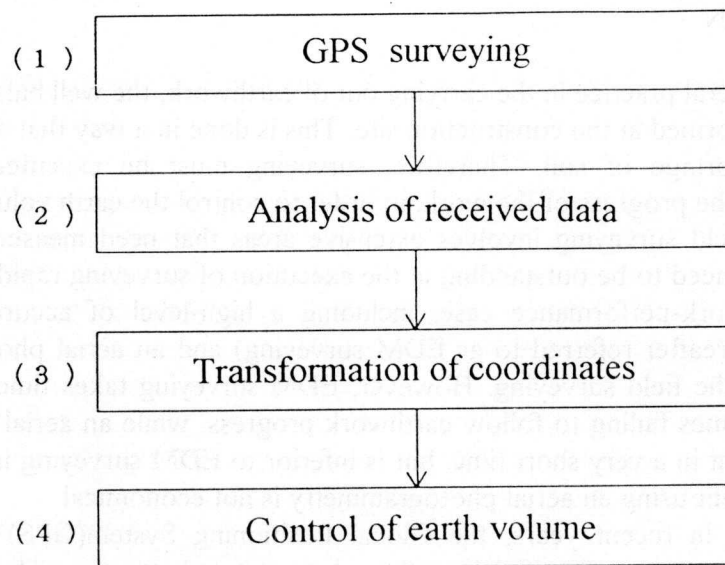 (1) GPS surveying
(2) Analysis of received data
(3) Transformation of coordinates
(4) Control of earth volume